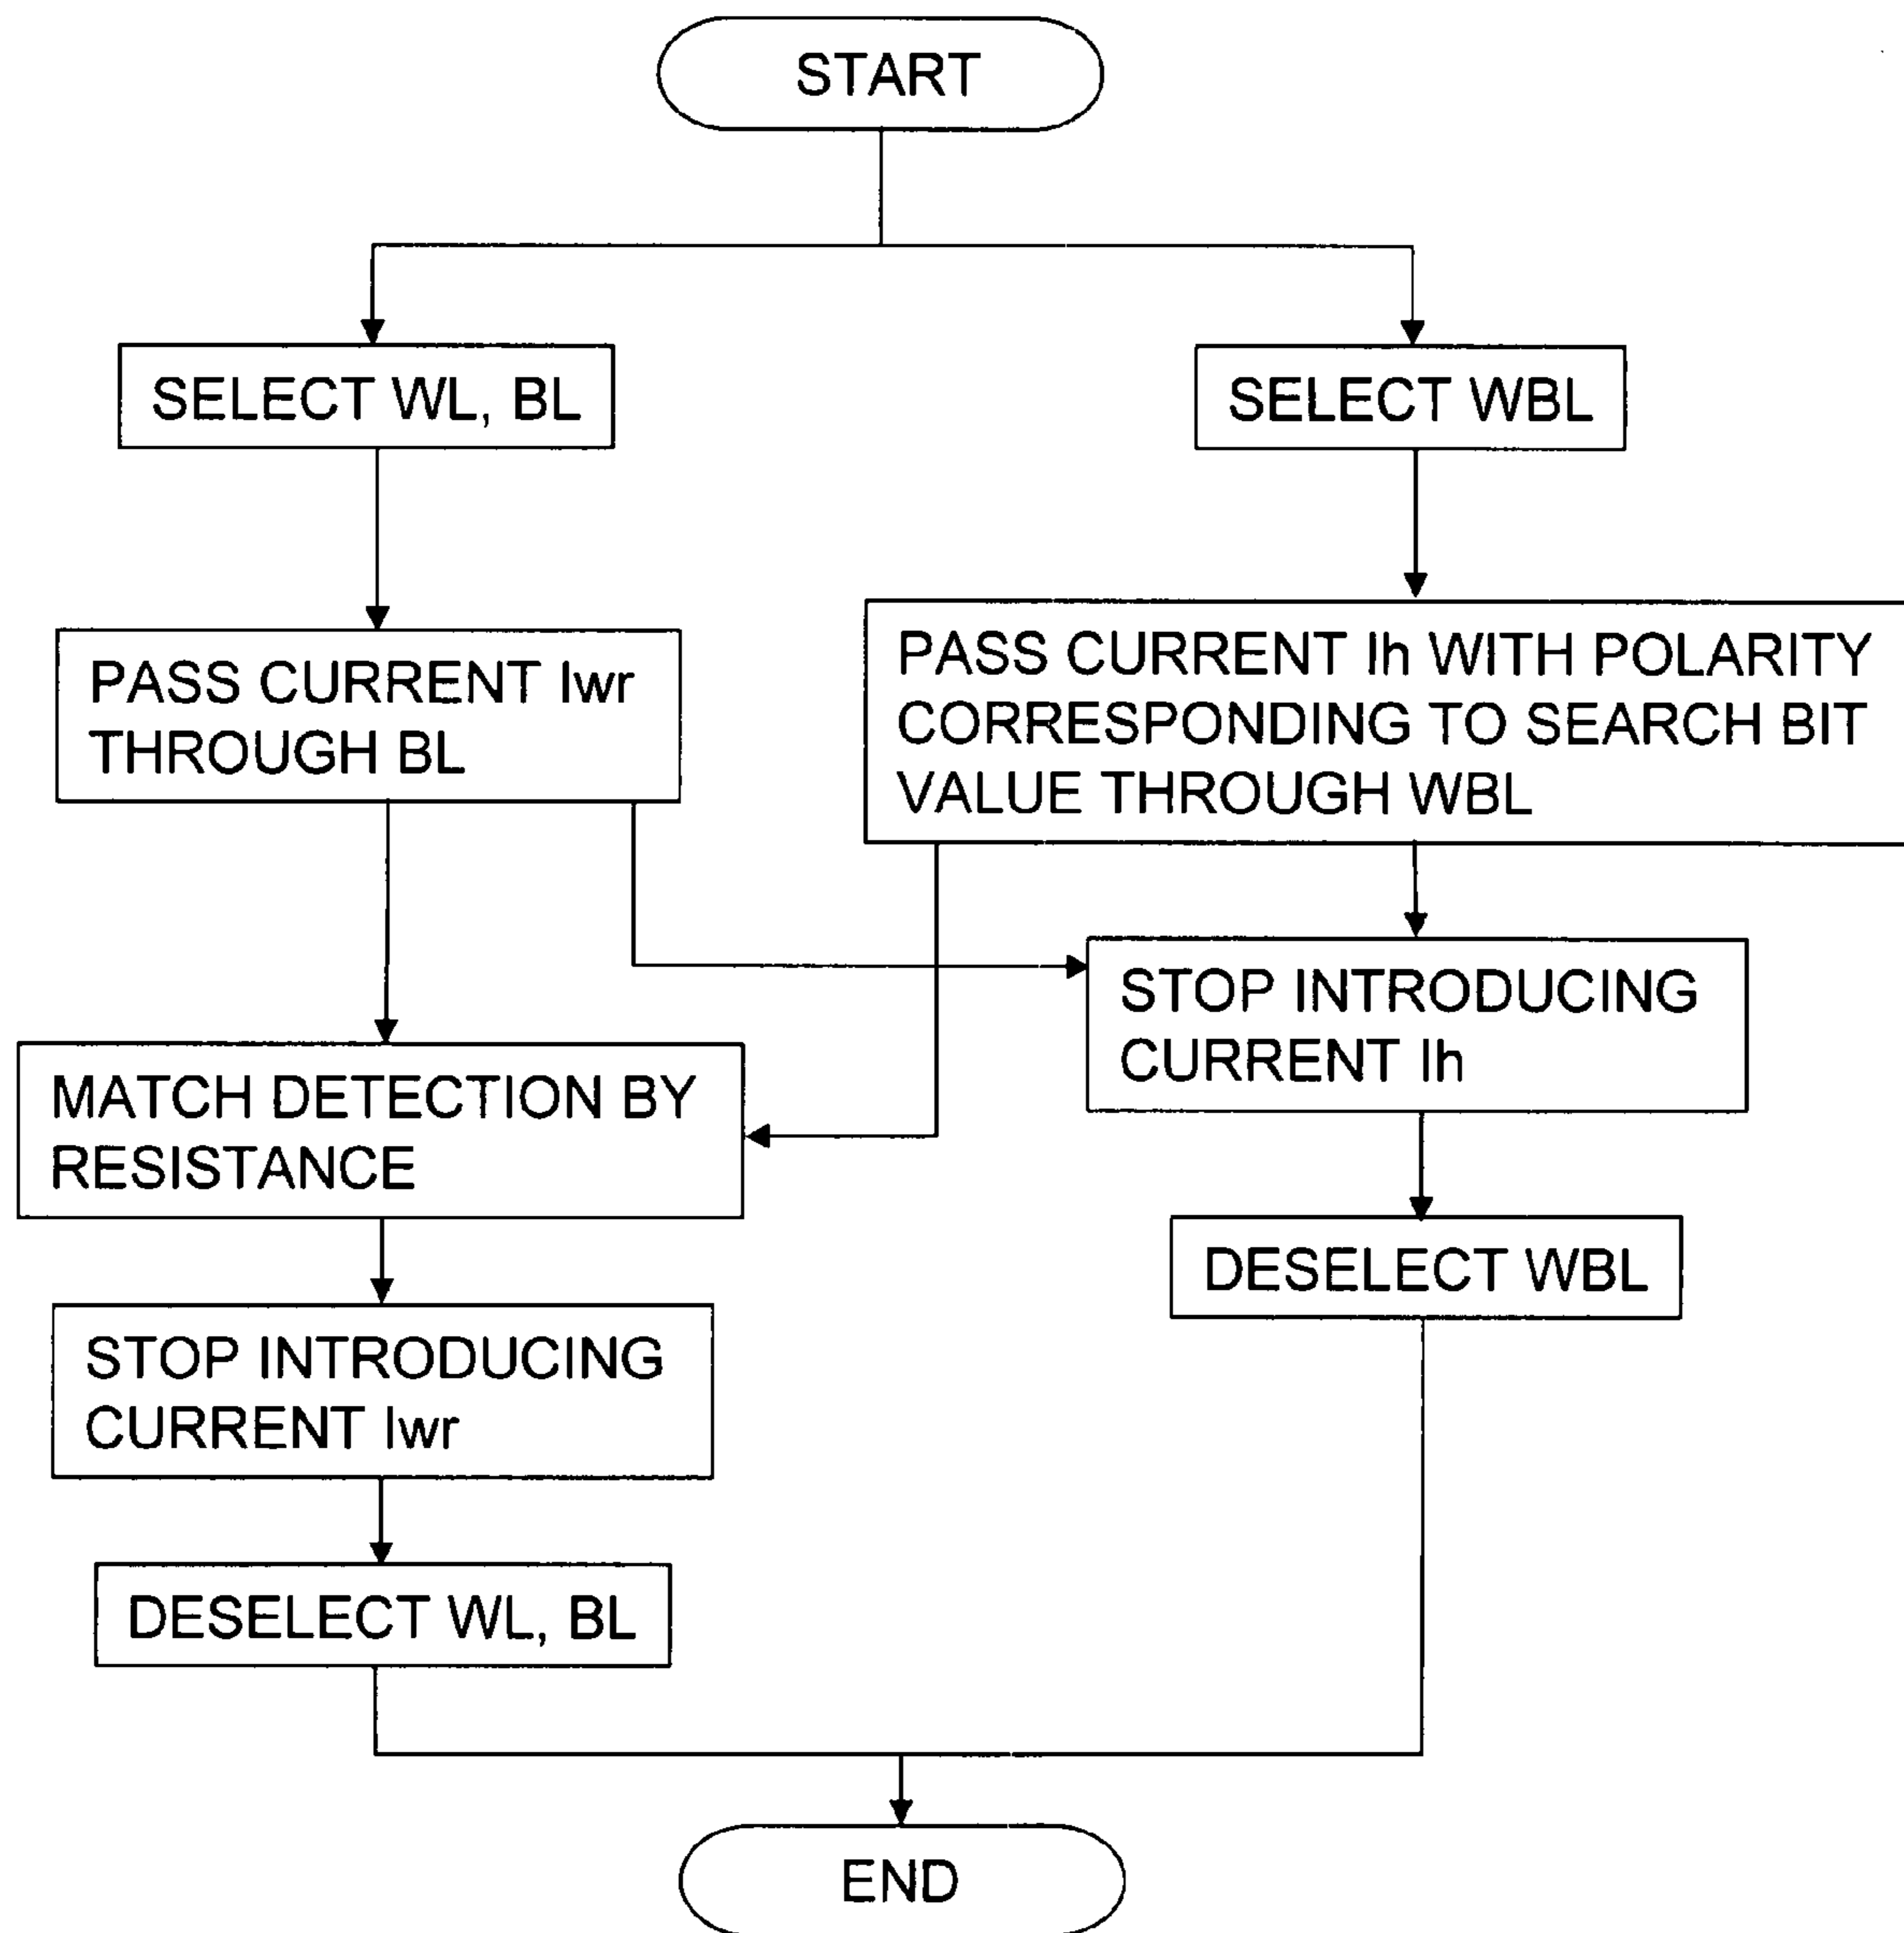 START
SELECT WL, BL
SELECT WBL
PASS CURRENT Iwr
THROUGH BL
PASS CURRENT Ih WITH POLARITY
CORRESPONDING TO SEARCH BIT
VALUE THROUGH WBL
STOP INTRODUCING
CURRENT Ih
MATCH DETECTION BY
RESISTANCE
DESELECT WBL
STOP INTRODUCING
CURRENT Iwr
DESELECT WL, BL
END